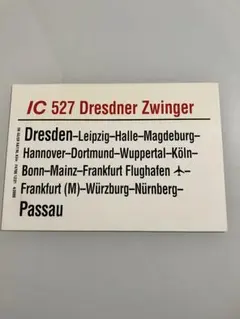 IC 527 Dresdner Zwinger
Dresden–Leipzig–Halle–Magdeburg–
Hannover–Dortmund–Wuppertal–Köln–
Bonn–Mainz–Frankfurt Flughafen ✈–
Frankfurt (M)–Würzburg–Nürnberg–
Passau